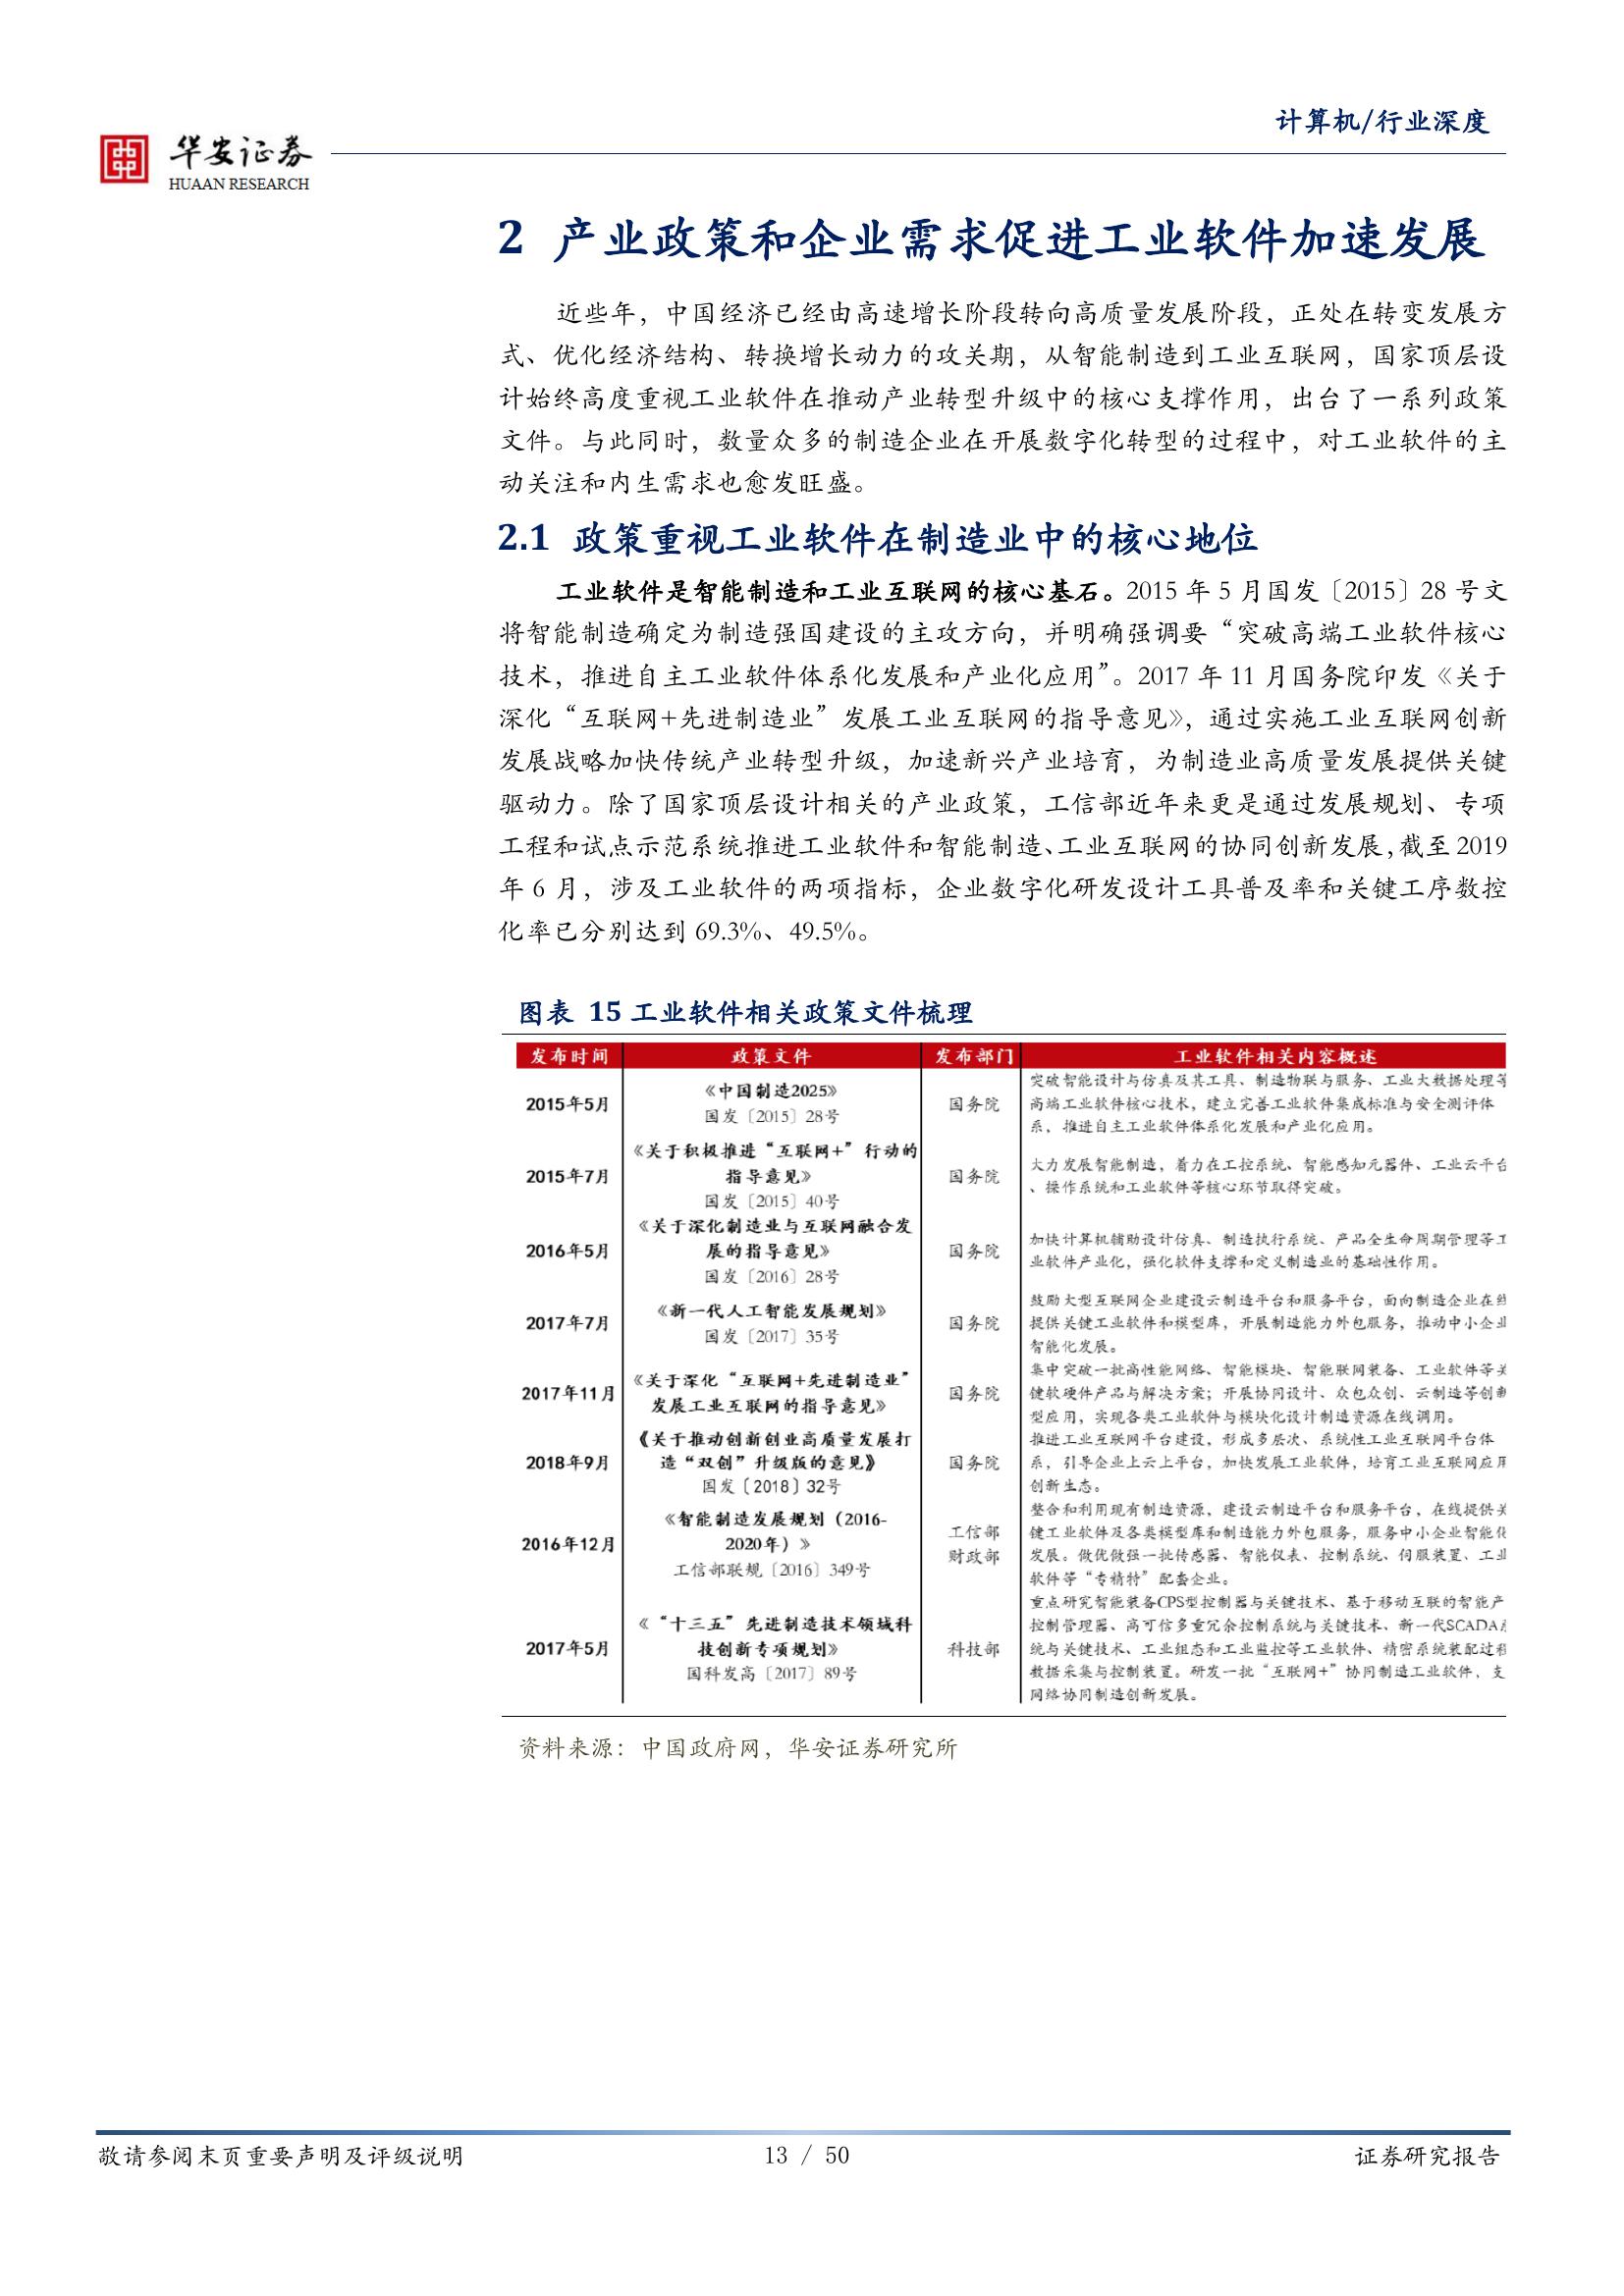 计算机/行业深度
华安证券
HUAAN RESEARCH
2 产业政策和企业需求促进工业软件加速发展
近些年，中国经济已经由高速增长阶段转向高质量发展阶段，正处在转变发展方
式、优化经济结构、转换增长动力的攻关期，从智能制造到工业互联网，国家顶层设
计始终高度重视工业软件在推动产业转型升级中的核心支撑作用，出台了一系列政策
文件。与此同时，数量众多的制造企业在开展数字化转型的过程中，对工业软件的主
动关注和内生需求也愈发旺盛。
2.1 政策重视工业软件在制造业中的核心地位
工业软件是智能制造和工业互联网的核心基石。2015 年 5 月国发〔2015〕28 号文
将智能制造确定为制造强国建设的主攻方向，并明确强调要“突破高端工业软件核心
技术，推进自主工业软件体系化发展和产业化应用”。2017 年 11 月国务院印发《关于
深化“互联网+先进制造业”发展工业互联网的指导意见》，通过实施工业互联网创新
发展战略加快传统产业转型升级，加速新兴产业培育，为制造业高质量发展提供关键
驱动力。除了国家顶层设计相关的产业政策，工信部近年来更是通过发展规划、专项
工程和试点示范系统推进工业软件和智能制造、工业互联网的协同创新发展，截至 2019
年 6 月，涉及工业软件的两项指标，企业数字化研发设计工具普及率和关键工序数控
化率已分别达到 69.3%、49.5%。
图表 15 工业软件相关政策文件梳理
发布时间 政策文件 发布部门 工业软件相关内容概述
2015年5月
《中国制造2025》
国发〔2015〕28号
国务院
突破智能设计与仿真及其工具、制造物联与服务、工业大数据处理等
高端工业软件核心技术，建立完善工业软件集成标准与安全测评体
系，推进自主工业软件体系化发展和产业化应用。
2015年7月
《关于积极推进“互联网+”行动的
指导意见》
国发〔2015〕40号
国务院
大力发展智能制造，着力在工控系统、智能感知元器件、工业云平台
、操作系统和工业软件等核心环节取得突破。
2016年5月
《关于深化制造业与互联网融合发
展的指导意见》
国发〔2016〕28号
国务院
加快计算机辅助设计仿真、制造执行系统、产品全生命周期管理等工
业软件产业化，强化软件支撑和定义制造业的基础性作用。
2017年7月
《新一代人工智能发展规划》
国发〔2017〕35号
国务院
鼓励大型互联网企业建设云制造平台和服务平台，面向制造企业在线
提供关键工业软件和模型库，开展制造能力外包服务，推动中小企业
智能化发展。
2017年11月
《关于深化“互联网+先进制造业”
发展工业互联网的指导意见》
国务院
集中突破一批高性能网络、智能模块、智能联网装备、工业软件等关
键软硬件产品与解决方案；开展协同设计、众包众创、云制造等创新
型应用，实现各类工业软件与模块化设计制造资源在线调用。
2018年9月
《关于推动创新创业高质量发展打
造“双创”升级版的意见》
国发〔2018〕32号
国务院
推进工业互联网平台建设，形成多层次、系统性工业互联网平台体
系，引导企业上云上平台，加快发展工业软件，培育工业互联网应用
创新生态。
2016年12月
《智能制造发展规划（2016-
2020年）》
工信部联规〔2016〕349号
工信部
财政部
整合和利用现有制造资源，建设云制造平台和服务平台，在线提供关
键工业软件及各类模型库和制造能力外包服务，服务中小企业智能化
发展。做优做强一批传感器、智能仪表、控制系统、伺服装置、工业
软件等“专精特”配套企业。
2017年5月
《“十三五”先进制造技术领域科
技创新专项规划》
国科发高〔2017〕89号
科技部
重点研究智能装备CPS型控制器与关键技术、基于移动互联的智能产
控制管理器、高可信多重冗余控制系统与关键技术、新一代SCADA系
统与关键技术、工业组态和工业监控等工业软件、精密系统装配过程
数据采集与控制装置。研发一批“互联网+”协同制造工业软件，支
网络协同制造创新发展。
资料来源：中国政府网，华安证券研究所
敬请参阅末页重要声明及评级说明
13 / 50
证券研究报告